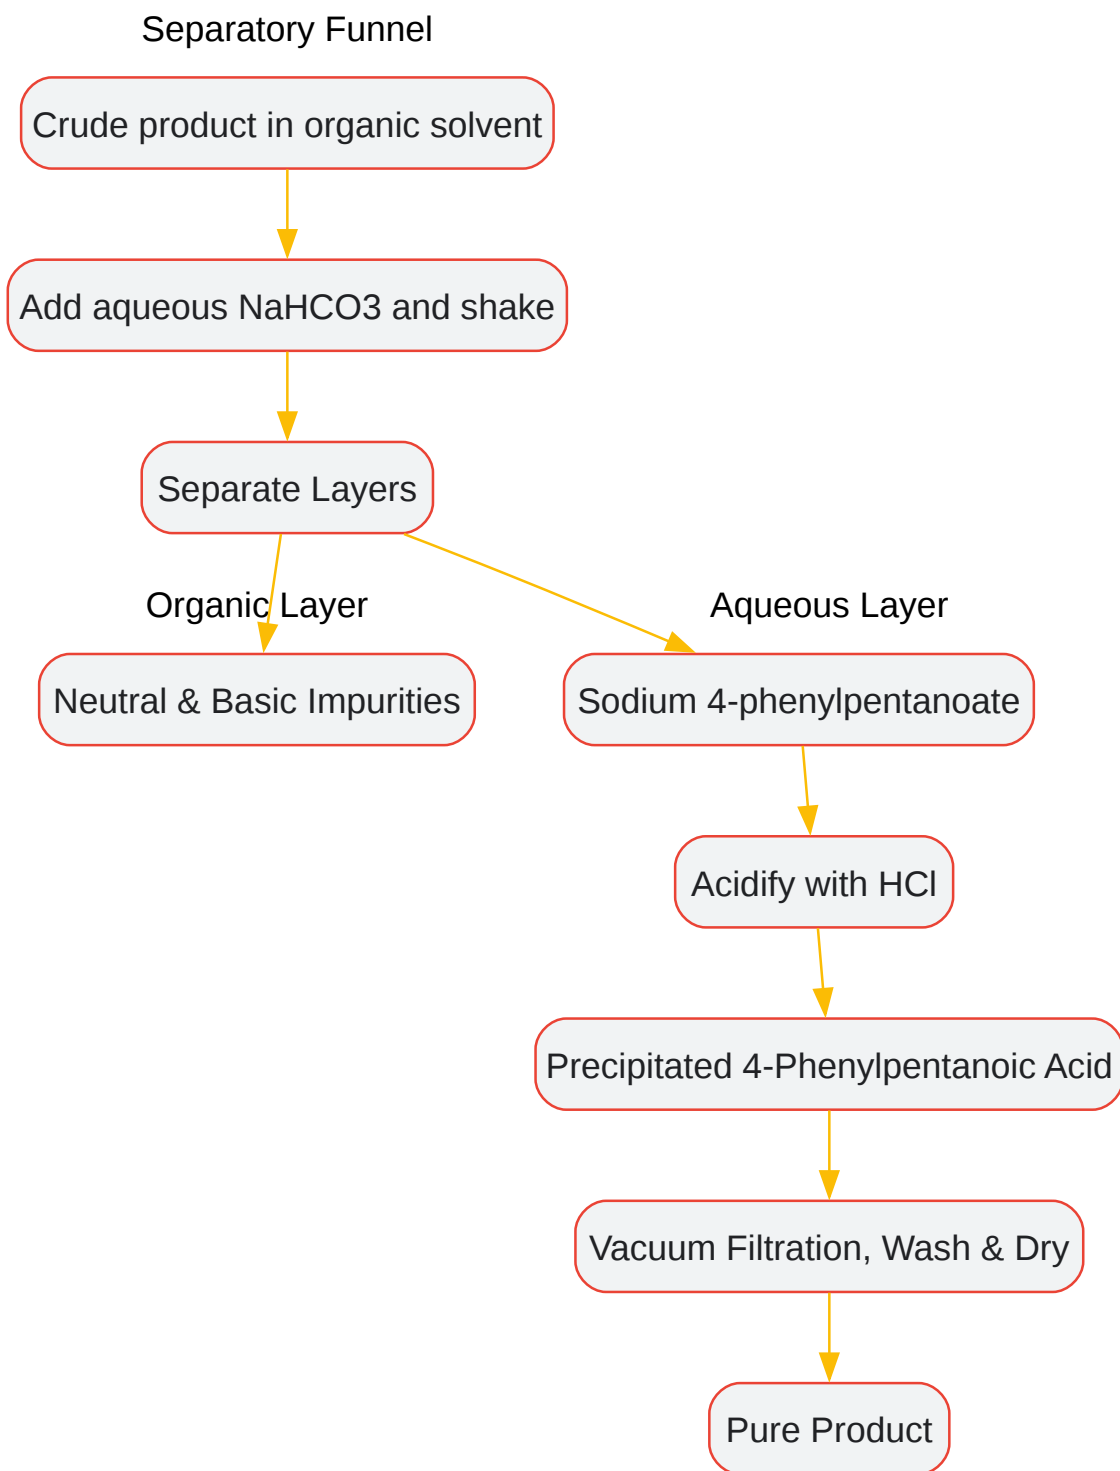 Separatory Funnel
Crude product in organic solvent
Add aqueous NaHCO3 and shake
Separate Layers
Organic Layer
Aqueous Layer
Neutral & Basic Impurities
Sodium 4-phenylpentanoate
Acidify with HCl
Precipitated 4-Phenylpentanoic Acid
Vacuum Filtration, Wash & Dry
Pure Product